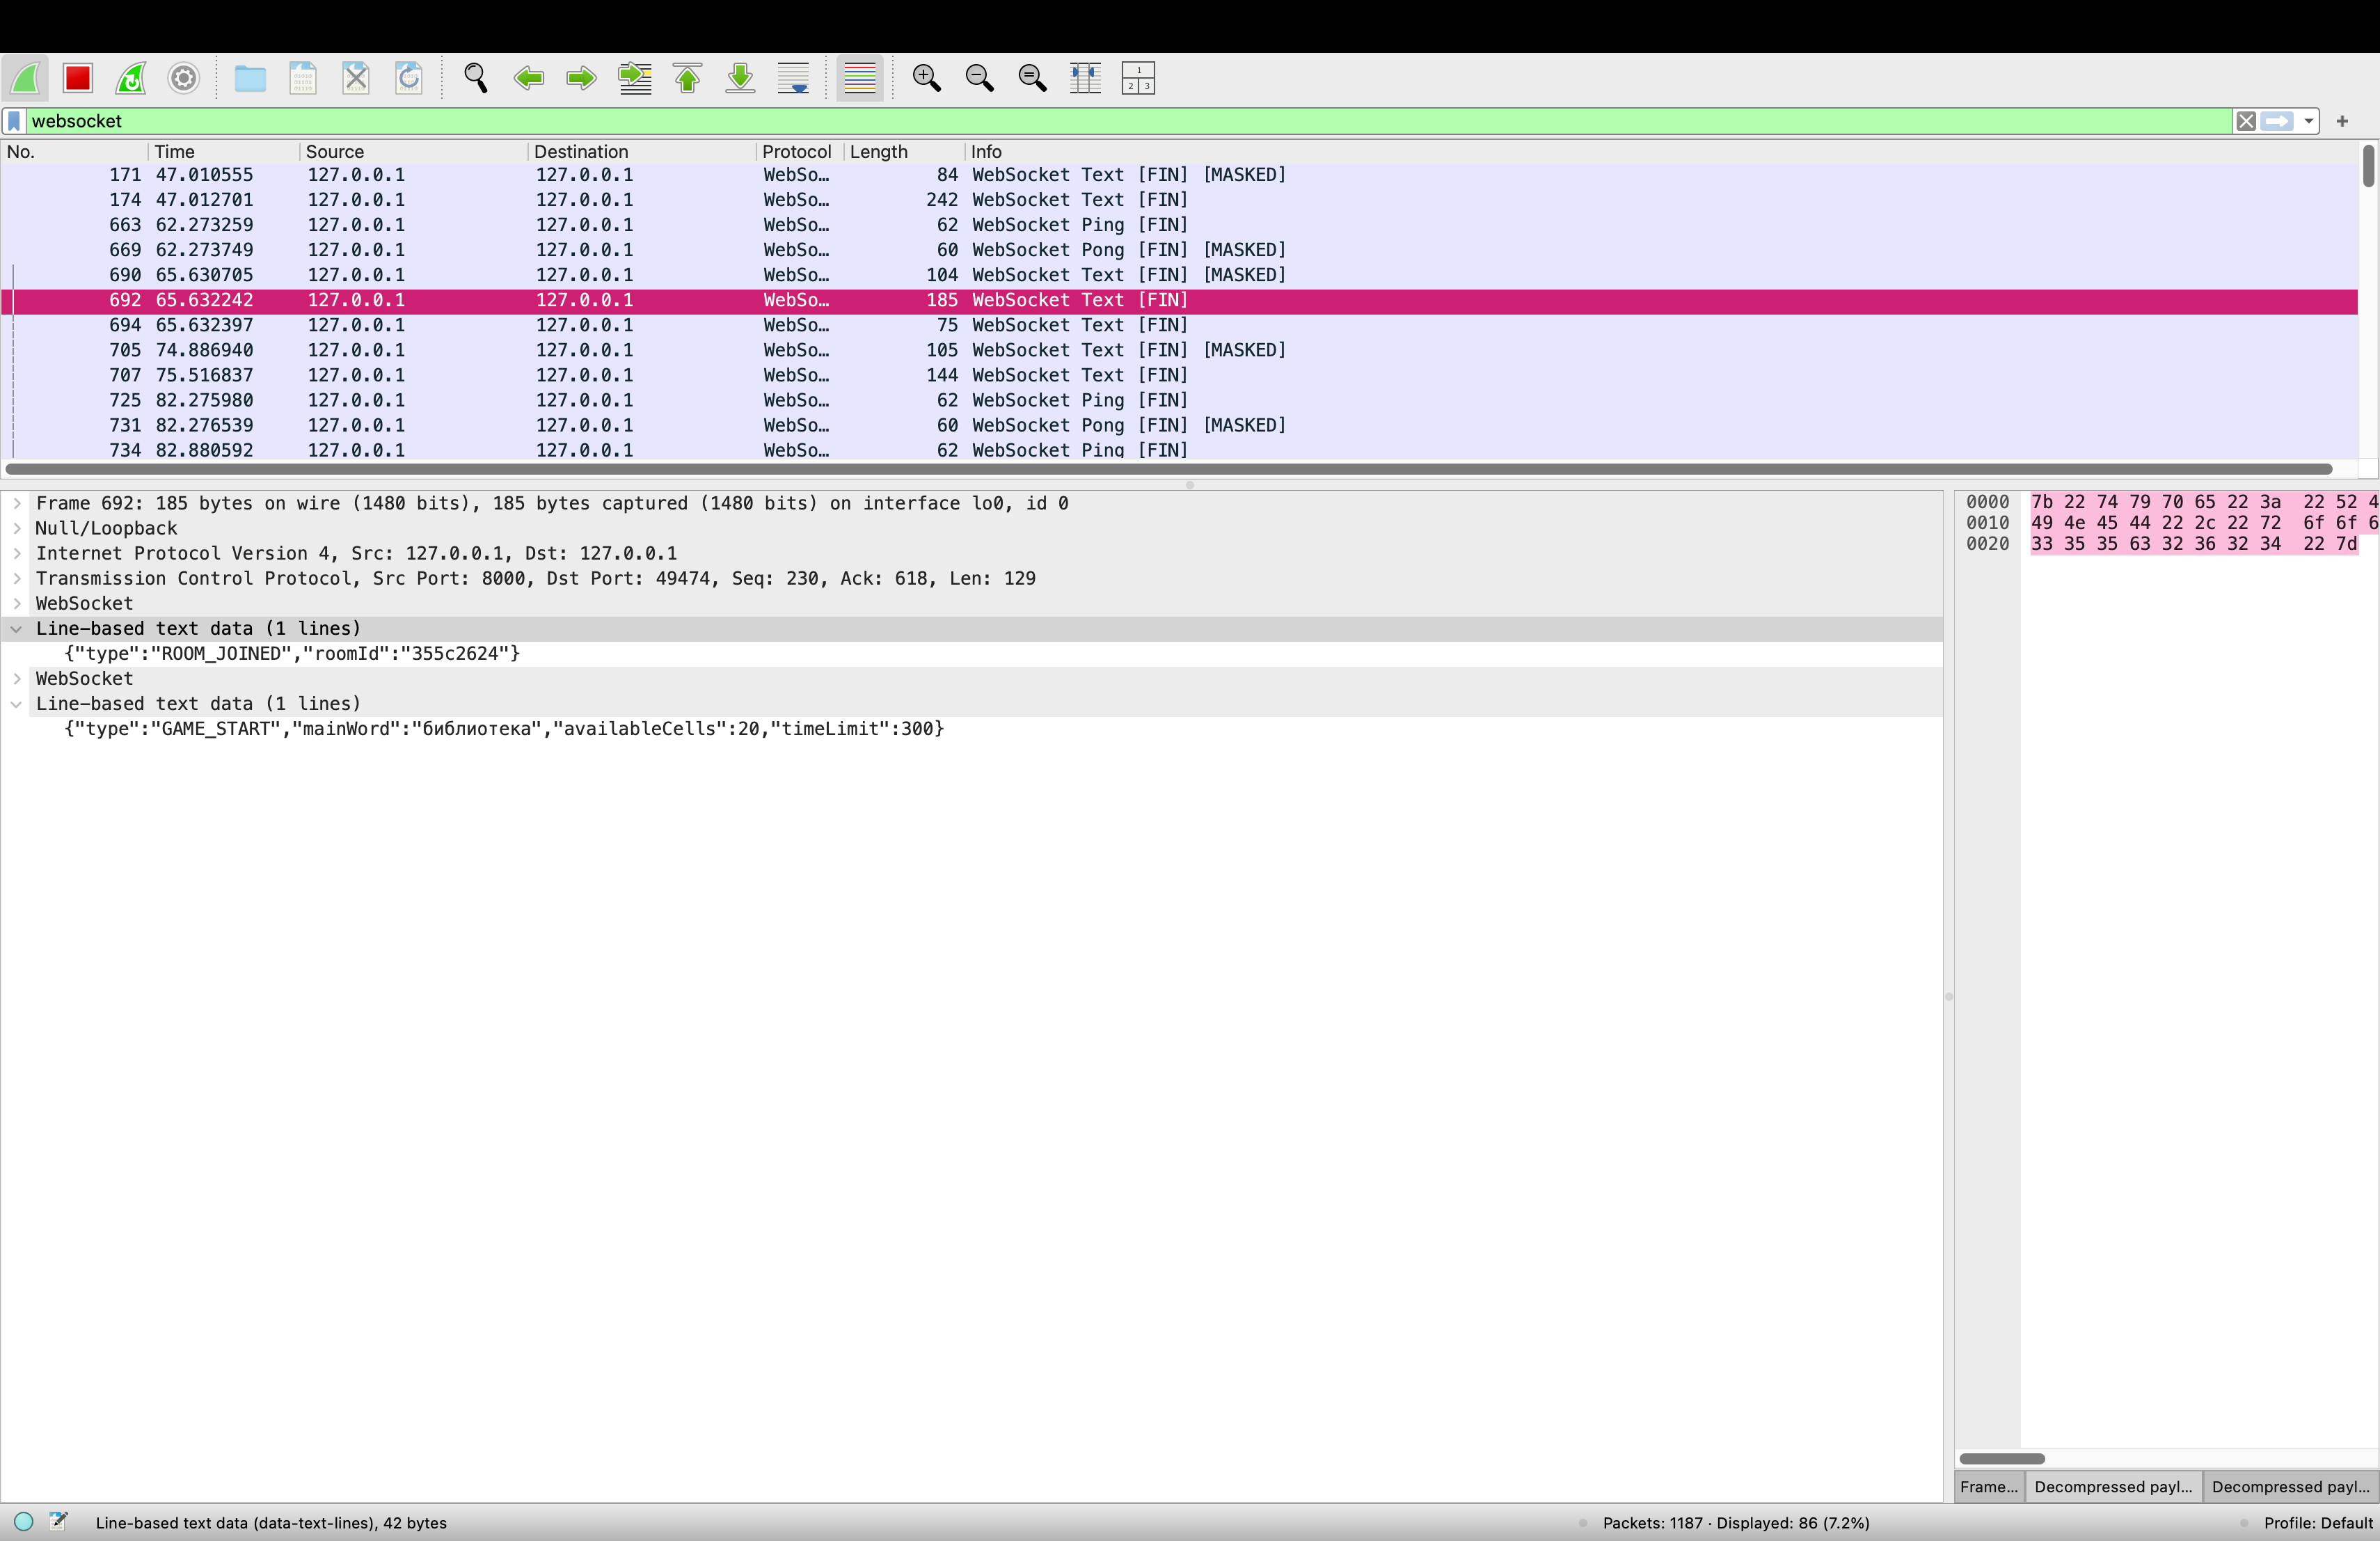 websocket
No. Time Source Destination Protocol Length Info
171 47.010555 127.0.0.1 127.0.0.1 WebSo… 84 WebSocket Text [FIN] [MASKED]
174 47.012701 127.0.0.1 127.0.0.1 WebSo… 242 WebSocket Text [FIN]
663 62.273259 127.0.0.1 127.0.0.1 WebSo… 62 WebSocket Ping [FIN]
669 62.273749 127.0.0.1 127.0.0.1 WebSo… 60 WebSocket Pong [FIN] [MASKED]
690 65.630705 127.0.0.1 127.0.0.1 WebSo… 104 WebSocket Text [FIN] [MASKED]
692 65.632242 127.0.0.1 127.0.0.1 WebSo… 185 WebSocket Text [FIN]
694 65.632397 127.0.0.1 127.0.0.1 WebSo… 75 WebSocket Text [FIN]
705 74.886940 127.0.0.1 127.0.0.1 WebSo… 105 WebSocket Text [FIN] [MASKED]
707 75.516837 127.0.0.1 127.0.0.1 WebSo… 144 WebSocket Text [FIN]
725 82.275980 127.0.0.1 127.0.0.1 WebSo… 62 WebSocket Ping [FIN]
731 82.276539 127.0.0.1 127.0.0.1 WebSo… 60 WebSocket Pong [FIN] [MASKED]
734 82.880592 127.0.0.1 127.0.0.1 WebSo… 62 WebSocket Ping [FIN]
Frame 692: 185 bytes on wire (1480 bits), 185 bytes captured (1480 bits) on interface lo0, id 0
Null/Loopback
Internet Protocol Version 4, Src: 127.0.0.1, Dst: 127.0.0.1
Transmission Control Protocol, Src Port: 8000, Dst Port: 49474, Seq: 230, Ack: 618, Len: 129
WebSocket
Line-based text data (1 lines)
{"type":"ROOM_JOINED","roomId":"355c2624"}
WebSocket
Line-based text data (1 lines)
{"type":"GAME_START","mainWord":"библиотека","availableCells":20,"timeLimit":300}
0000 7b 22 74 79 70 65 22 3a 22 52 4
0010 49 4e 45 44 22 2c 22 72 6f 6f 6
0020 33 35 35 63 32 36 32 34 22 7d
Frame… Decompressed payl… Decompressed payl…
Line-based text data (data-text-lines), 42 bytes
Packets: 1187 · Displayed: 86 (7.2%)
Profile: Default